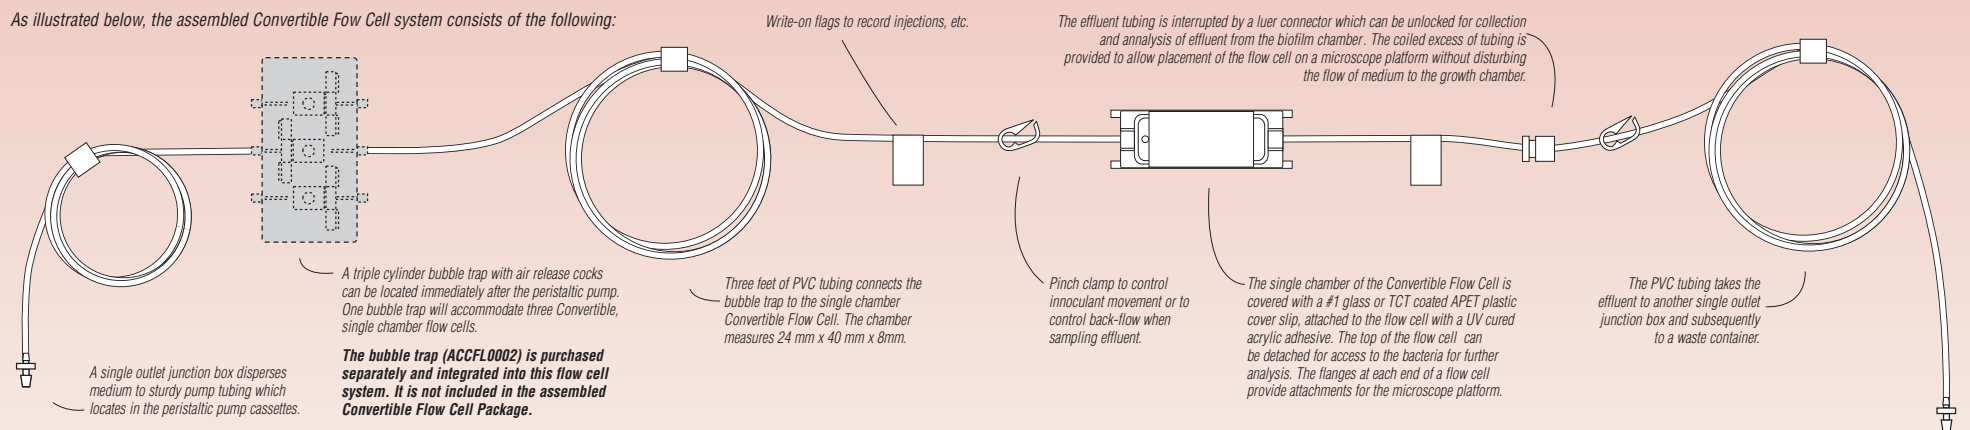 As illustrated below, the assembled Convertible Fow Cell system consists of the following:
Write-on flags to record injections, etc.
The effluent tubing is interrupted by a luer connector which can be unlocked for collection
and annalysis of effluent from the biofilm chamber. The coiled excess of tubing is
provided to allow placement of the flow cell on a microscope platform without disturbing
the flow of medium to the growth chamber.
A single outlet junction box disperses
medium to sturdy pump tubing which
locates in the peristaltic pump cassettes.
A triple cylinder bubble trap with air release cocks
can be located immediately after the peristaltic pump.
One bubble trap will accommodate three Convertible,
single chamber flow cells.
The bubble trap (ACCFL0002) is purchased
separately and integrated into this flow cell
system. It is not included in the assembled
Convertible Flow Cell Package.
Three feet of PVC tubing connects the
bubble trap to the single chamber
Convertible Flow Cell. The chamber
measures 24 mm x 40 mm x 8mm.
Pinch clamp to control
innoculant movement or to
control back-flow when
sampling effluent.
The single chamber of the Convertible Flow Cell is
covered with a #1 glass or TCT coated APET plastic
cover slip, attached to the flow cell with a UV cured
acrylic adhesive. The top of the flow cell can
be detached for access to the bacteria for further
analysis. The flanges at each end of a flow cell
provide attachments for the microscope platform.
The PVC tubing takes the
effluent to another single outlet
junction box and subsequently
to a waste container.